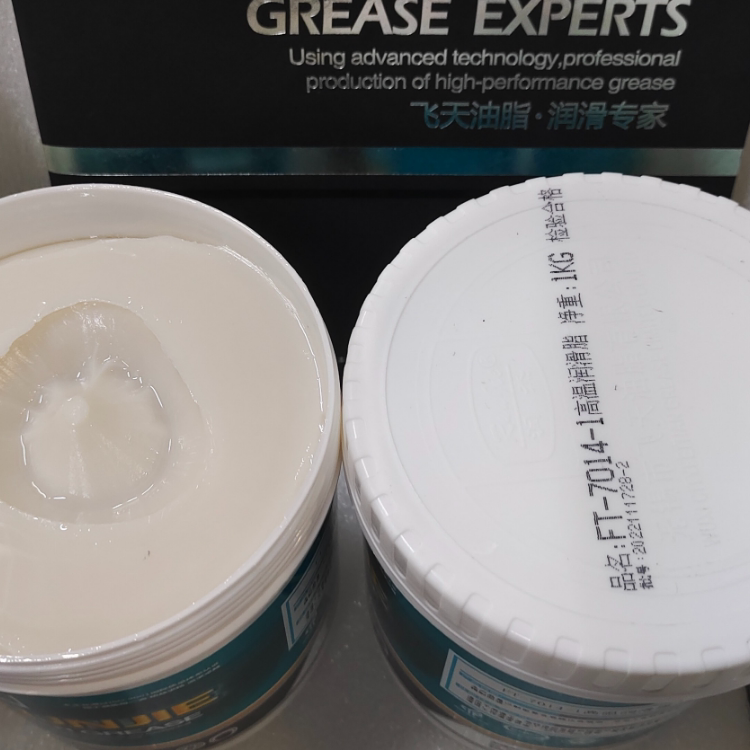 GREASE EXPERTS
Using advanced technology,professional
production of high-performance grease
飞天油脂·润滑专家
品名:FT-7014-1高温润滑脂 净重:1KG 检验合格
批号:2022111728-2